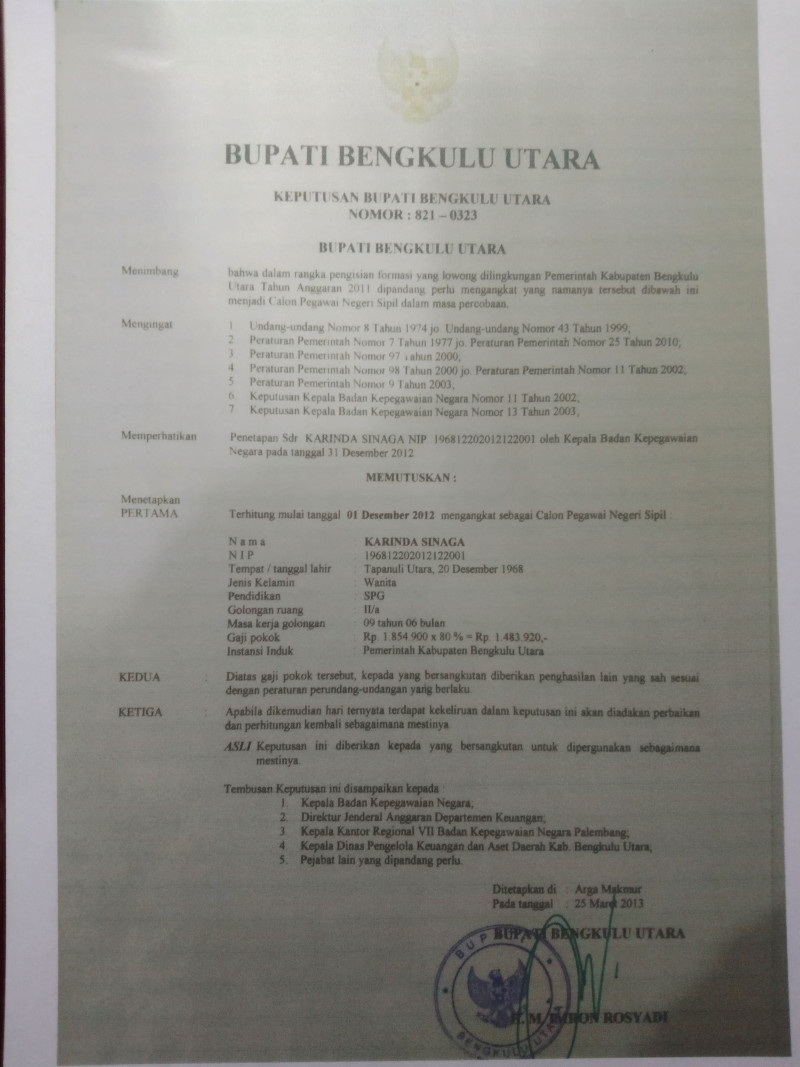 BUPATI BENGKULU UTARA
KEPUTUSAN BUPATI BENGKULU UTARA
NOMOR : 821 – 0323
BUPATI BENGKULU UTARA
Menimbang bahwa dalam rangka pengisian formasi yang lowong dilingkungan Pemerintah Kabupaten Bengkulu
Utara Tahun Anggaran 2011 dipandang perlu mengangkat yang namanya tersebut dibawah ini
menjadi Calon Pegawai Negeri Sipil dalam masa percobaan.
Mengingat 1 Undang-undang Nomor 8 Tahun 1974 jo. Undang-undang Nomor 43 Tahun 1999;
2 Peraturan Pemerintah Nomor 7 Tahun 1977 jo. Peraturan Pemerintah Nomor 25 Tahun 2010;
3 Peraturan Pemerintah Nomor 97 Tahun 2000;
4 Peraturan Pemerintah Nomor 98 Tahun 2000 jo. Peraturan Pemerintah Nomor 11 Tahun 2002,
5 Peraturan Pemerintah Nomor 9 Tahun 2003,
6 Keputusan Kepala Badan Kepegawaian Negara Nomor 11 Tahun 2002;
7 Keputusan Kepala Badan Kepegawaian Negara Nomor 13 Tahun 2003;
Memperhatikan Penetapan Sdr KARINDA SINAGA NIP 196812202012122001 oleh Kepala Badan Kepegawaian
Negara pada tanggal 31 Desember 2012
MEMUTUSKAN :
Menetapkan
PERTAMA Terhitung mulai tanggal 01 Desember 2012 mengangkat sebagai Calon Pegawai Negeri Sipil :
N a m a KARINDA SINAGA
N I P : 196812202012122001
Tempat / tanggal lahir : Tapanuli Utara, 20 Desember 1968
Jenis Kelamin : Wanita
Pendidikan : SPG
Golongan ruang : II/a
Masa kerja golongan : 09 tahun 06 bulan
Gaji pokok : Rp. 1.854.900 x 80 % = Rp. 1.483.920,-
Instansi Induk : Pemerintah Kabupaten Bengkulu Utara
KEDUA : Diatas gaji pokok tersebut, kepada yang bersangkutan diberikan penghasilan lain yang sah sesuai
dengan peraturan perundang-undangan yang berlaku.
KETIGA : Apabila dikemudian hari ternyata terdapat kekeliruan dalam keputusan ini akan diadakan perbaikan
dan perhitungan kembali sebagaimana mestinya
ASLI Keputusan ini diberikan kepada yang bersangkutan untuk dipergunakan sebagaimana
mestinya.
Tembusan Keputusan ini disampaikan kepada :
1. Kepala Badan Kepegawaian Negara;
2. Direktur Jenderal Anggaran Departemen Keuangan;
3 Kepala Kantor Regional VII Badan Kepegawaian Negara Palembang;
4 Kepala Dinas Pengelola Keuangan dan Aset Daerah Kab. Bengkulu Utara;
5. Pejabat lain yang dipandang perlu.
Ditetapkan di : Arga Makmur
Pada tanggal : 25 Maret 2013
BUPATI BENGKULU UTARA
BUPATI
BENGKULU UTARA
H. M. IMRON ROSYADI